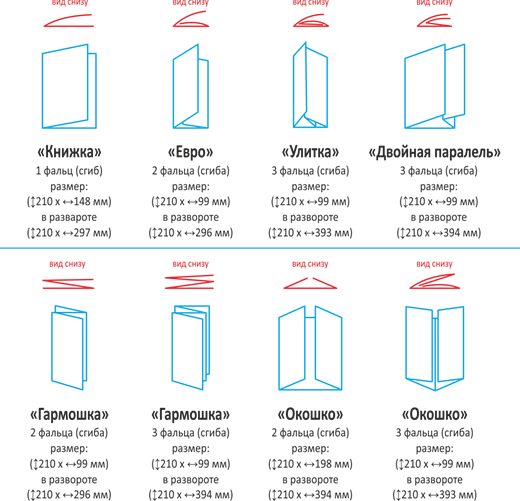 вид снизу вид снизу вид снизу вид снизу
«Книжка» «Евро» «Улитка» «Двойная паралель»
1 фальц (сгиб) 2 фальца (сгиба) 3 фальца (сгиба) 3 фальца (сгиба)
размер: размер: размер: размер:
(↕210 х ↔148 мм) (↕210 х ↔99 мм) (↕210 х ↔99 мм) (↕210 х ↔99 мм)
в развороте в развороте в развороте в развороте
(↕210 х ↔297 мм) (↕210 х ↔296 мм) (↕210 х ↔393 мм) (↕210 х ↔394 мм)
вид снизу вид снизу вид снизу вид снизу
«Гармошка» «Гармошка» «Окошко» «Окошко»
2 фальца (сгиба) 3 фальца (сгиба) 2 фальца (сгиба) 3 фальца (сгиба)
размер: размер: размер: размер:
(↕210 х ↔99 мм) (↕210 х ↔99 мм) (↕210 х ↔198 мм) (↕210 х ↔99 мм)
в развороте в развороте в развороте в развороте
(↕210 х ↔296 мм) (↕210 х ↔394 мм) (↕210 х ↔394 мм) (↕210 х ↔393 мм)